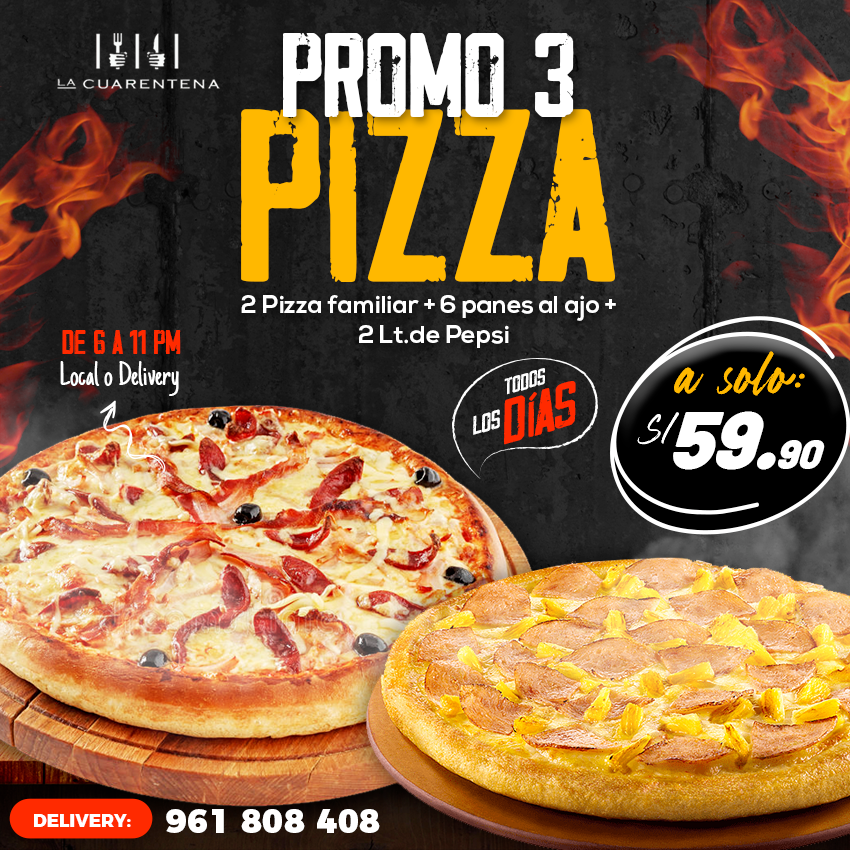 LA CUARENTENA
PROMO 3
PIZZA
2 Pizza familiar + 6 panes al ajo +
2 Lt.de Pepsi
DE 6 A 11 PM
Local o Delivery
TODOS
LOS DÍAS
a solo:
S/59.90
DELIVERY: 961 808 408